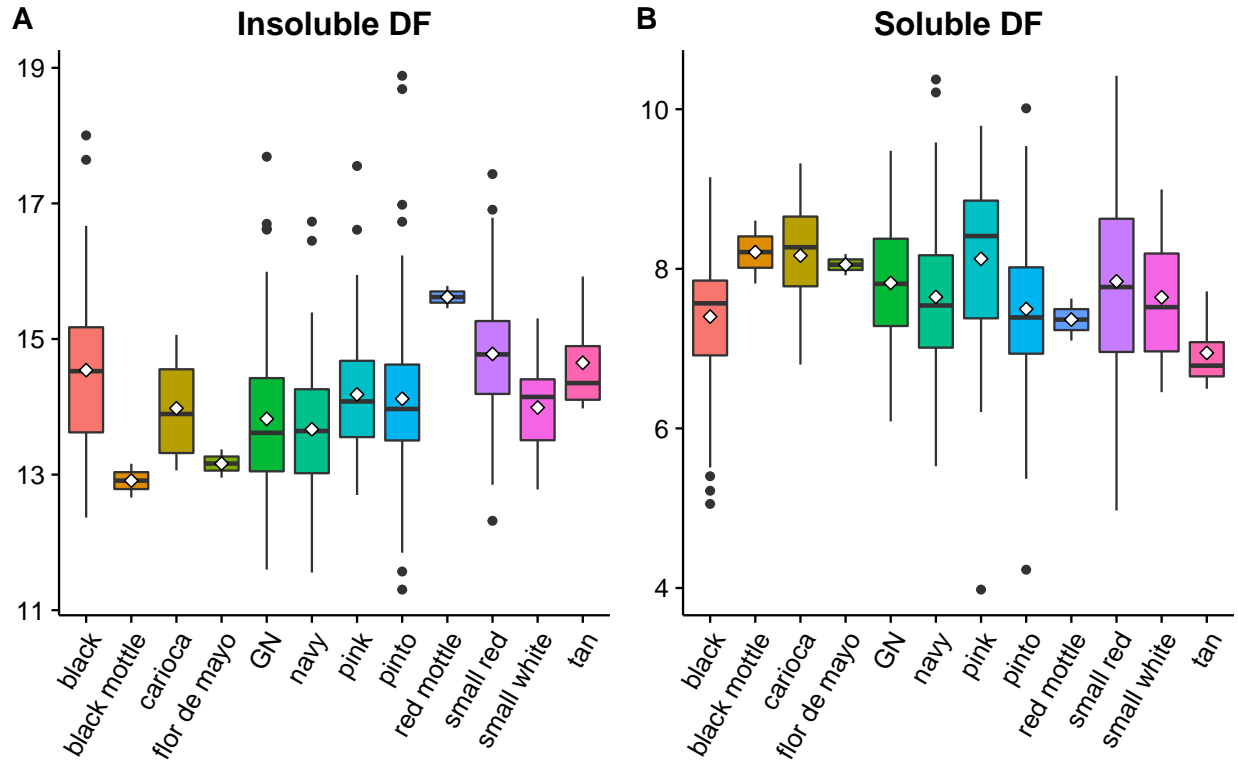 A
Insoluble DF
19
17
15
13
11
black
black mottle
carioca
flor de mayo
GN
navy
pink
pinto
red mottle
small red
small white
tan
B
Soluble DF
10
8
6
4
black
black mottle
carioca
flor de mayo
GN
navy
pink
pinto
red mottle
small red
small white
tan